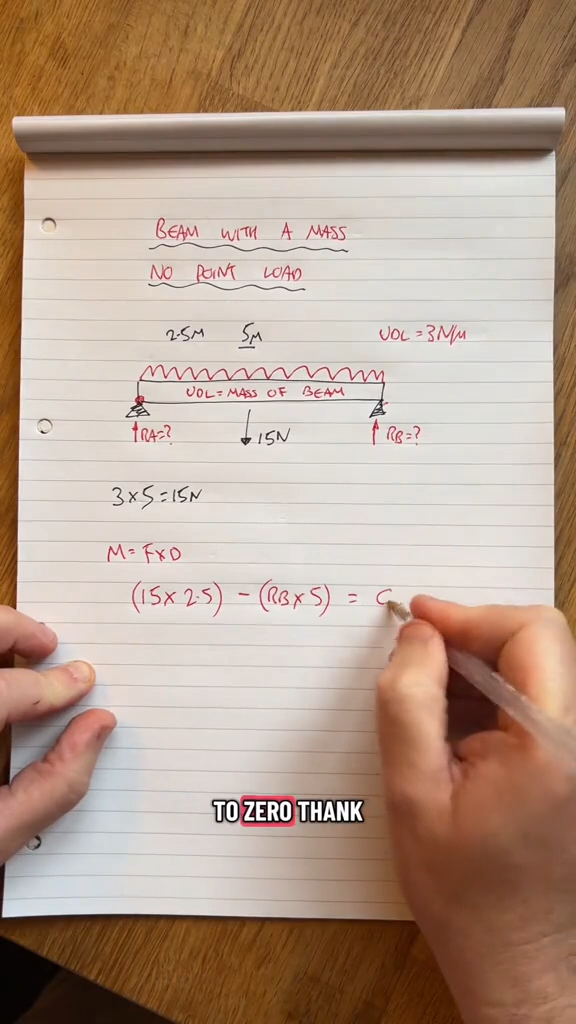 BEAM WITH A MASS
NO POINT LOAD
2.5M 5M UDL = 3N/M
UDL = MASS OF BEAM
RA=? 15N RB=?
3 × 5 = 15N
M = F×D
(15 × 2.5) - (RB × 5) =
TO ZERO THANK